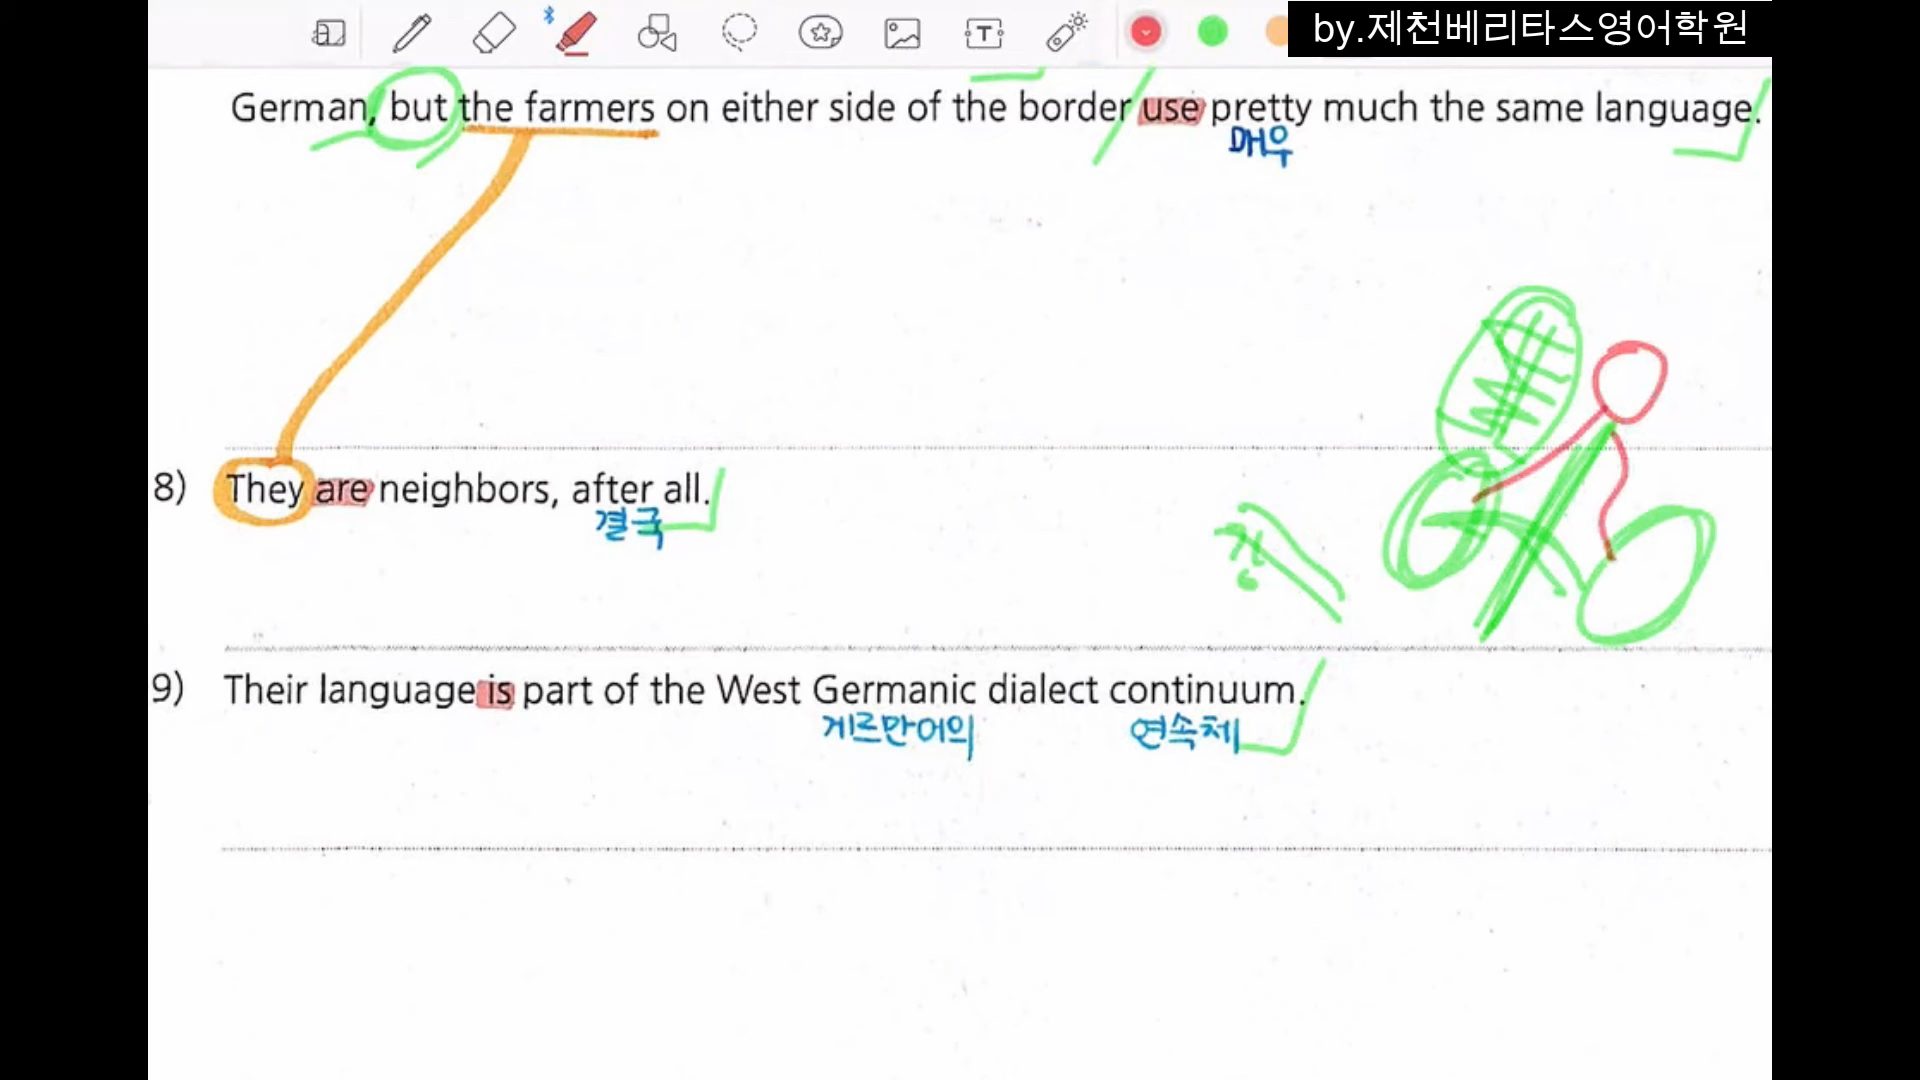 by.제천베리타스영어학원
German, but the farmers on either side of the border use pretty much the same language.
매우
8) They are neighbors, after all.
결국
9) Their language is part of the West Germanic dialect continuum.
게르만어의 연속체